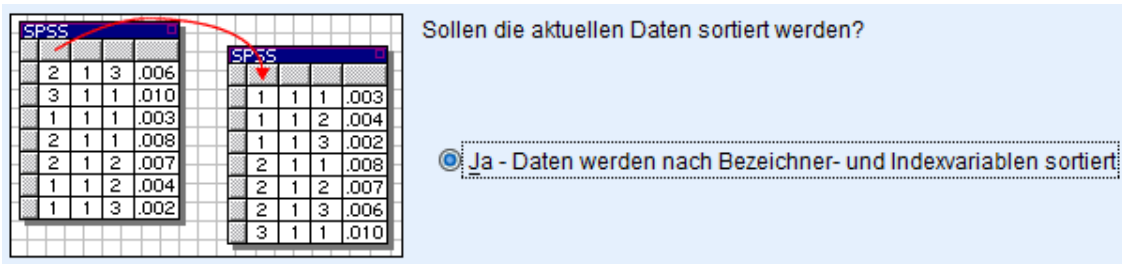 SPSS
2 1 3 .006
3 1 1 .010
1 1 1 .003
2 1 1 .008
2 1 2 .007
1 1 2 .004
1 1 3 .002
SPSS
1 1 1 .003
1 1 2 .004
1 1 3 .002
2 1 1 .008
2 1 2 .007
2 1 3 .006
3 1 1 .010
Sollen die aktuellen Daten sortiert werden?
Ja - Daten werden nach Bezeichner- und Indexvariablen sortiert